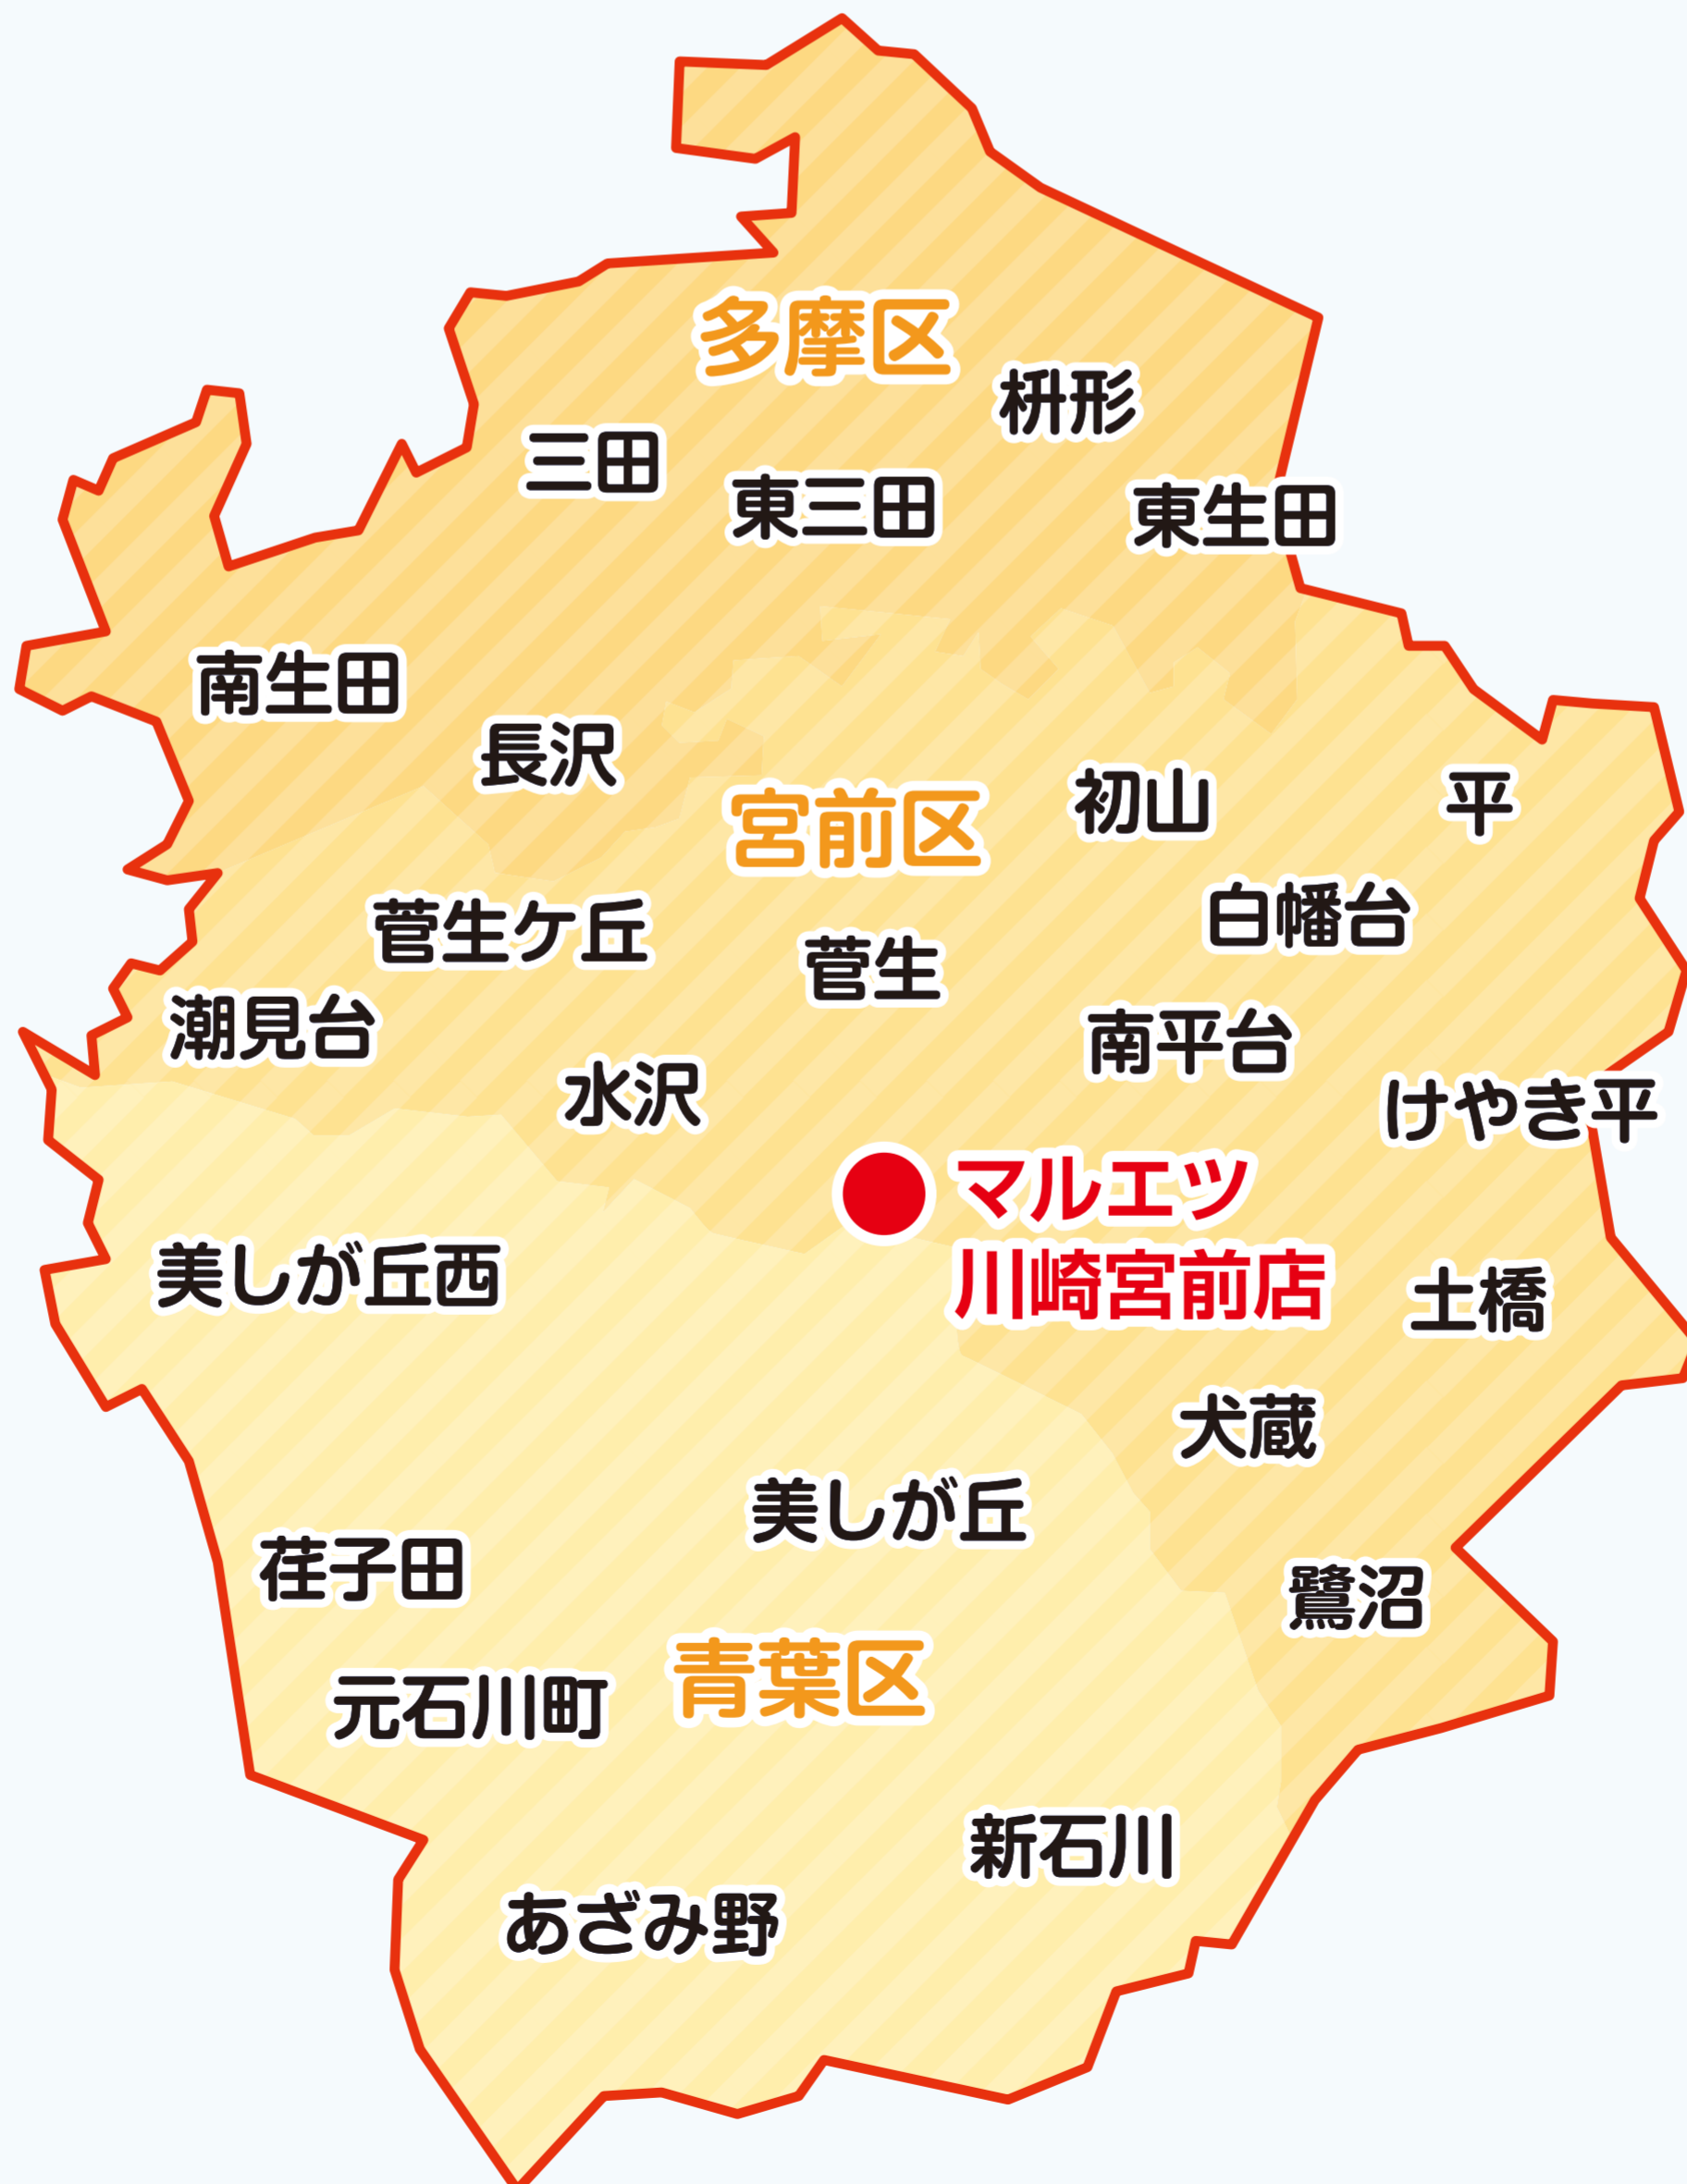 多摩区
枡形
三田
東三田
東生田
南生田
長沢
宮前区
初山
平
菅生ケ丘
菅生
白幡台
潮見台
南平台
水沢
けやき平
マルエツ
川崎宮前店
美しが丘西
土橋
犬蔵
美しが丘
荏子田
鷺沼
青葉区
元石川町
新石川
あざみ野